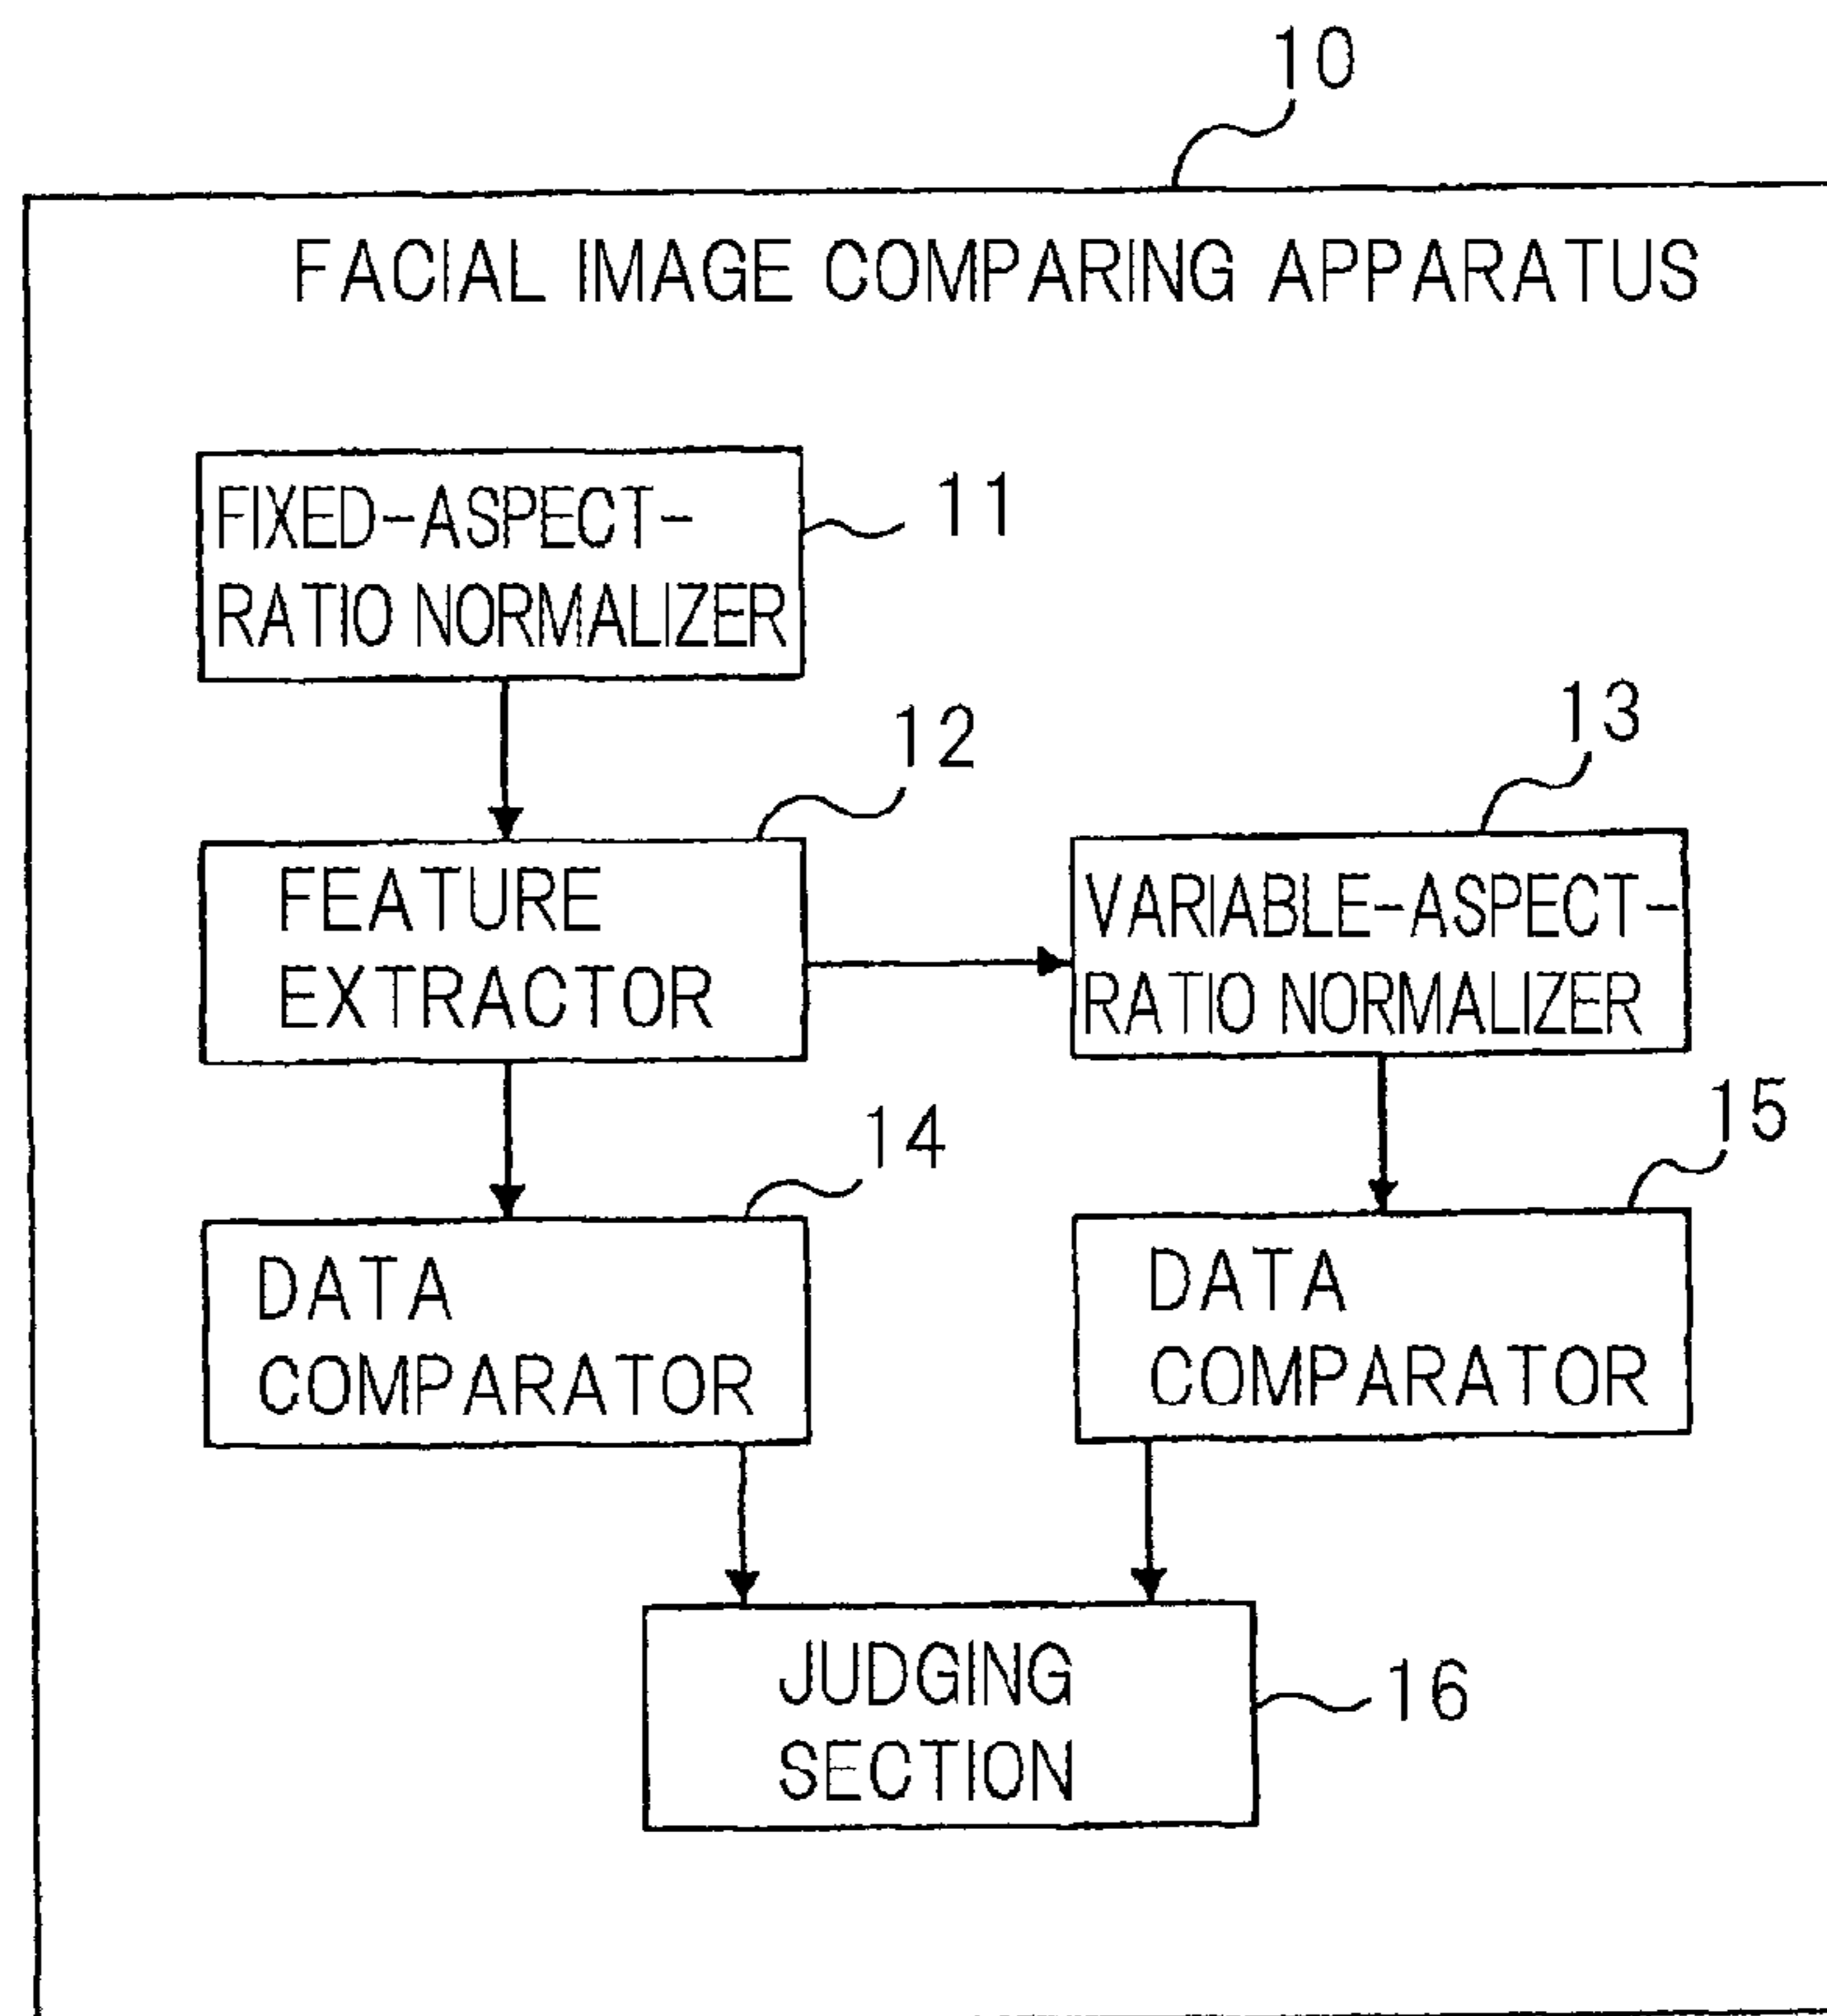 10
FACIAL IMAGE COMPARING APPARATUS
FIXED-ASPECT-
RATIO NORMALIZER
11
12
13
FEATURE
EXTRACTOR
VARIABLE-ASPECT-
RATIO NORMALIZER
14
15
DATA
COMPARATOR
DATA
COMPARATOR
JUDGING
SECTION
16